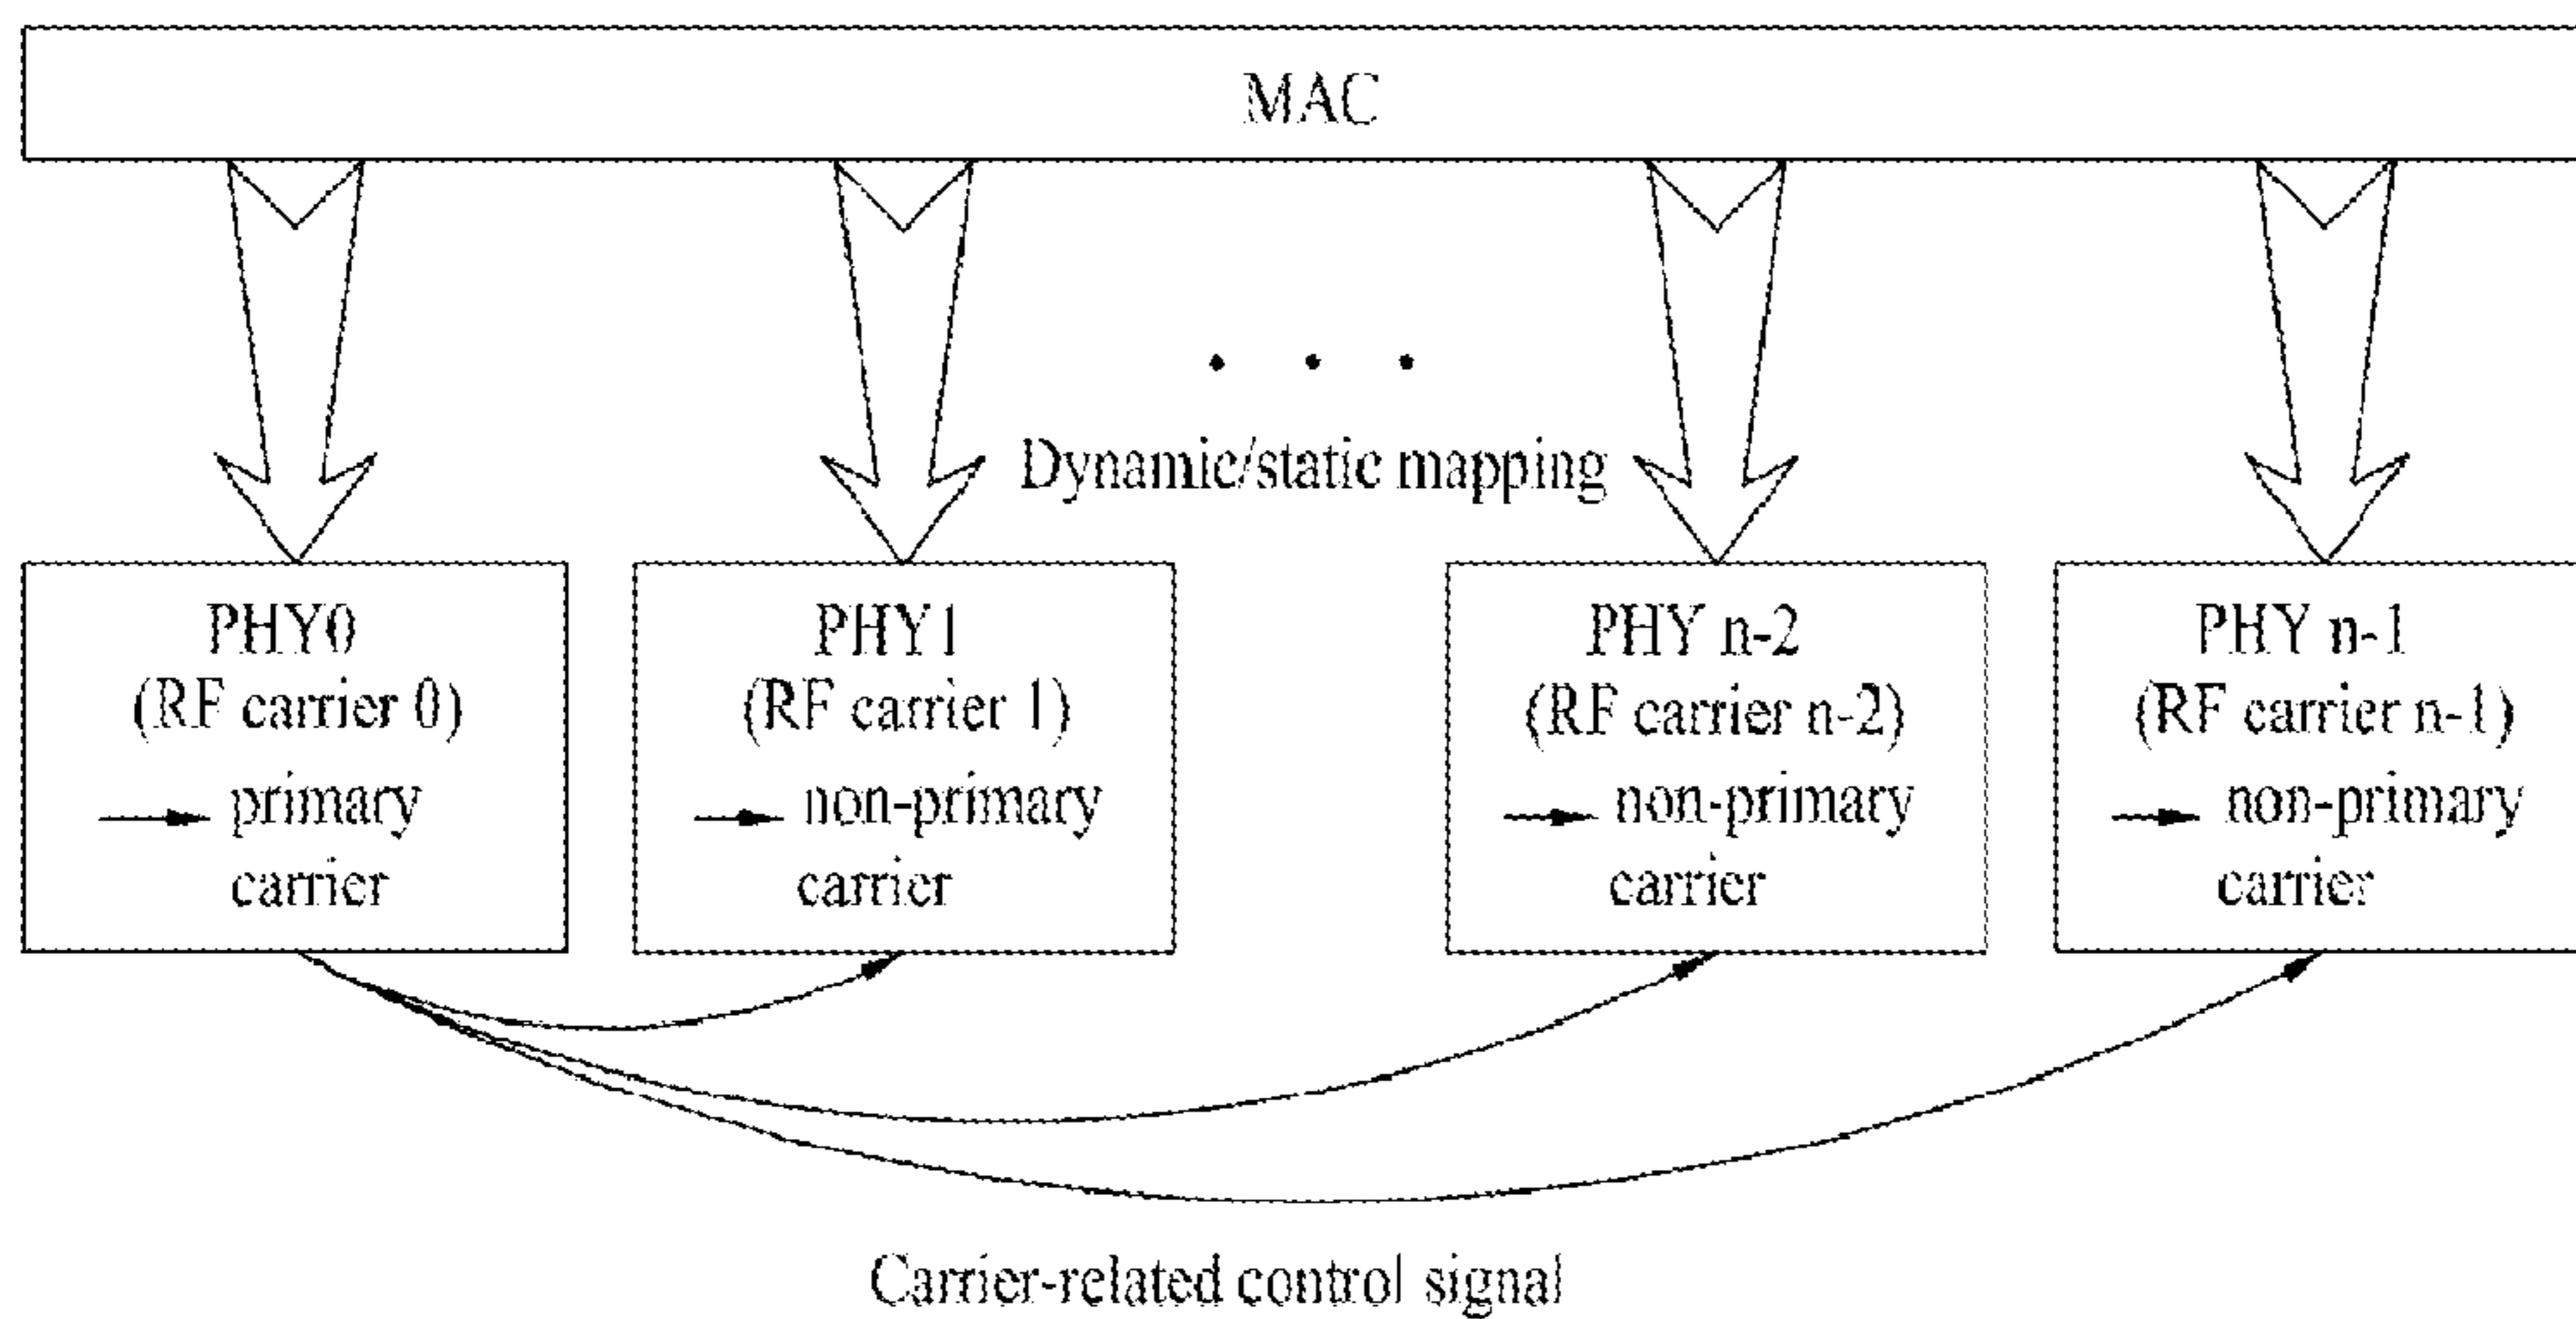 MAC
Dynamic/static mapping
PHY0
(RF carrier 0)
primary
carrier
PHY1
(RF carrier 1)
non-primary
carrier
PHY n-2
(RF carrier n-2)
non-primary
carrier
PHY n-1
(RF carrier n-1)
non-primary
carrier
Carrier-related control signal